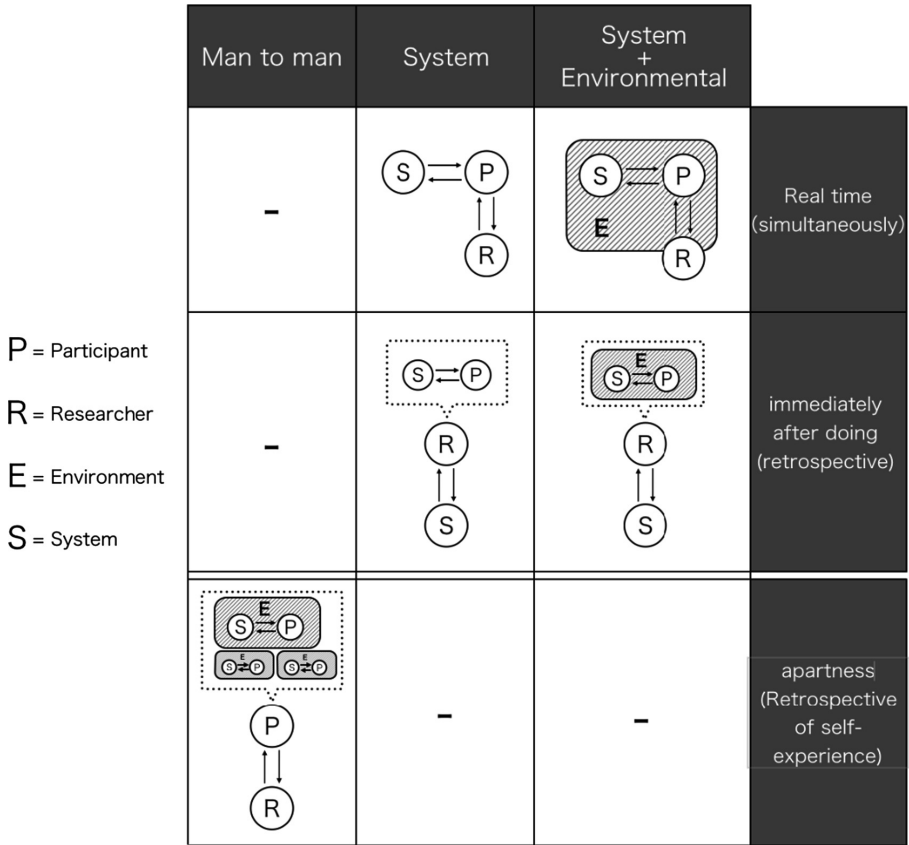 Man to man
System
System
+
Environmental
-
S
P
R
S
P
E
R
Real time
(simultaneously)
P = Participant
R = Researcher
E = Environment
S = System
-
S
P
R
S
E
S
P
R
S
immediately
after doing
(retrospective)
E
S
P
E
S
P
E
S
P
P
R
-
-
apartness
(Retrospective
of self-
experience)